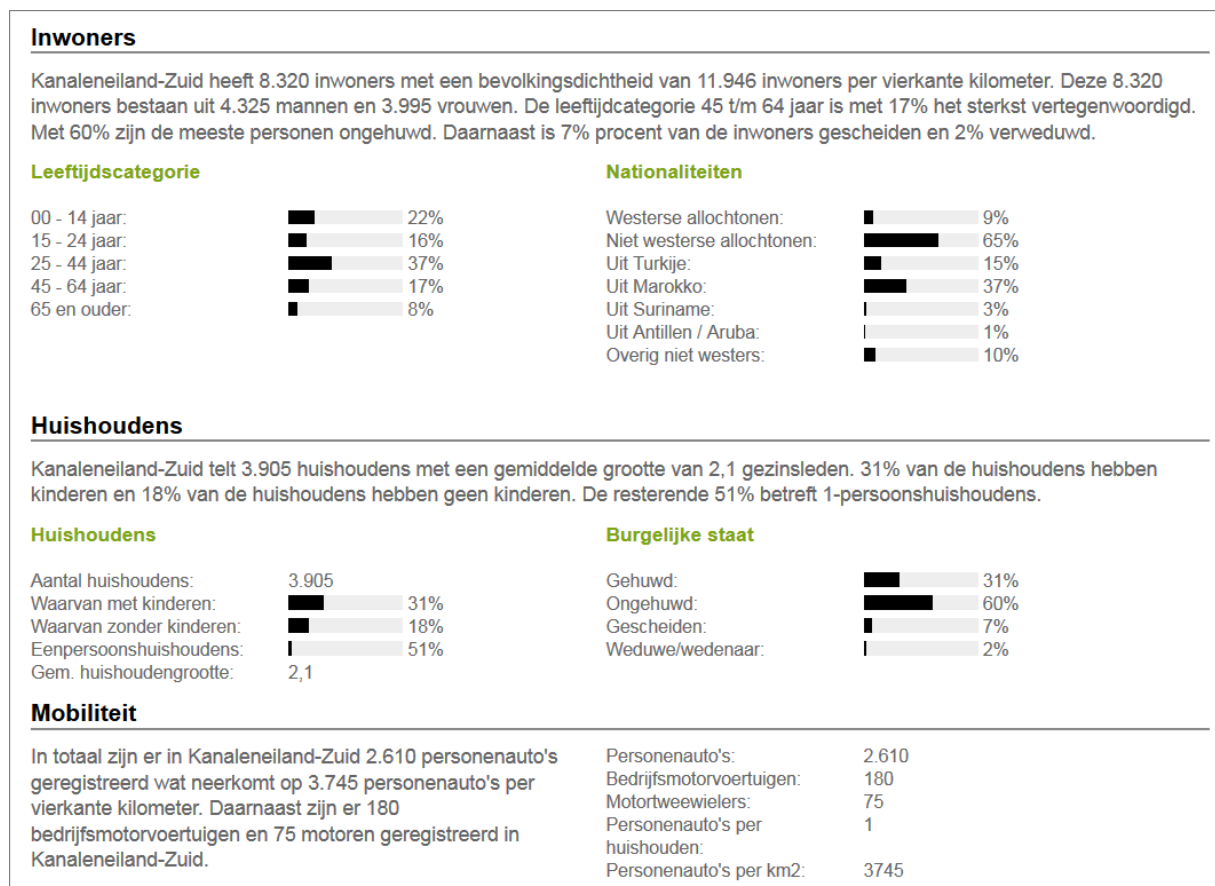 Inwoners
Kanaleneiland-Zuid heeft 8.320 inwoners met een bevolkingsdichtheid van 11.946 inwoners per vierkante kilometer. Deze 8.320
inwoners bestaan uit 4.325 mannen en 3.995 vrouwen. De leeftijdcategorie 45 t/m 64 jaar is met 17% het sterkst vertegenwoordigd.
Met 60% zijn de meeste personen ongehuwd. Daarnaast is 7% procent van de inwoners gescheiden en 2% verweduwd.
Leeftijdscategorie
00 - 14 jaar: 22%
15 - 24 jaar: 16%
25 - 44 jaar: 37%
45 - 64 jaar: 17%
65 en ouder: 8%
Nationaliteiten
Westerse allochtonen: 9%
Niet westerse allochtonen: 65%
Uit Turkije: 15%
Uit Marokko: 37%
Uit Suriname: 3%
Uit Antillen / Aruba: 1%
Overig niet westers: 10%
Huishoudens
Kanaleneiland-Zuid telt 3.905 huishoudens met een gemiddelde grootte van 2,1 gezinsleden. 31% van de huishoudens hebben
kinderen en 18% van de huishoudens hebben geen kinderen. De resterende 51% betreft 1-persoonshuishoudens.
Huishoudens
Aantal huishoudens: 3.905
Waarvan met kinderen: 31%
Waarvan zonder kinderen: 18%
Eenpersoonshuishoudens: 51%
Gem. huishoudengrootte: 2,1
Burgelijke staat
Gehuwd: 31%
Ongehuwd: 60%
Gescheiden: 7%
Weduwe/wedenaar: 2%
Mobiliteit
In totaal zijn er in Kanaleneiland-Zuid 2.610 personenauto's
geregistreerd wat neerkomt op 3.745 personenauto's per
vierkante kilometer. Daarnaast zijn er 180
bedrijfsmotorvoertuigen en 75 motoren geregistreerd in
Kanaleneiland-Zuid.
Personenauto's: 2.610
Bedrijfsmotorvoertuigen: 180
Motortweewielers: 75
Personenauto's per 1
huishouden:
Personenauto's per km2: 3745